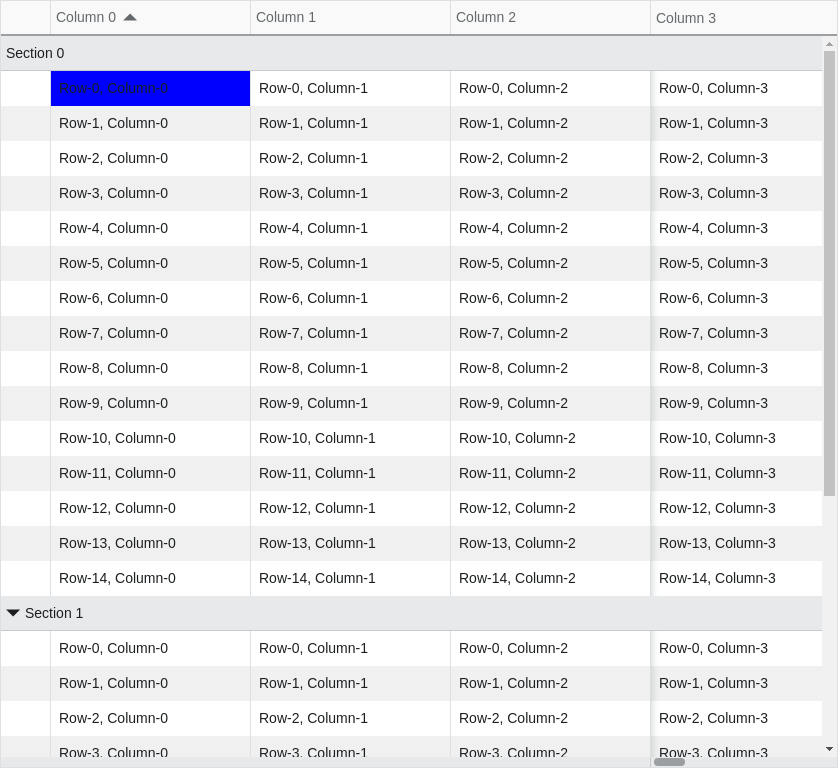 Column 0 Column 1 Column 2 Column 3
Section 0
Row-0, Column-0 Row-0, Column-1 Row-0, Column-2 Row-0, Column-3
Row-1, Column-0 Row-1, Column-1 Row-1, Column-2 Row-1, Column-3
Row-2, Column-0 Row-2, Column-1 Row-2, Column-2 Row-2, Column-3
Row-3, Column-0 Row-3, Column-1 Row-3, Column-2 Row-3, Column-3
Row-4, Column-0 Row-4, Column-1 Row-4, Column-2 Row-4, Column-3
Row-5, Column-0 Row-5, Column-1 Row-5, Column-2 Row-5, Column-3
Row-6, Column-0 Row-6, Column-1 Row-6, Column-2 Row-6, Column-3
Row-7, Column-0 Row-7, Column-1 Row-7, Column-2 Row-7, Column-3
Row-8, Column-0 Row-8, Column-1 Row-8, Column-2 Row-8, Column-3
Row-9, Column-0 Row-9, Column-1 Row-9, Column-2 Row-9, Column-3
Row-10, Column-0 Row-10, Column-1 Row-10, Column-2 Row-10, Column-3
Row-11, Column-0 Row-11, Column-1 Row-11, Column-2 Row-11, Column-3
Row-12, Column-0 Row-12, Column-1 Row-12, Column-2 Row-12, Column-3
Row-13, Column-0 Row-13, Column-1 Row-13, Column-2 Row-13, Column-3
Row-14, Column-0 Row-14, Column-1 Row-14, Column-2 Row-14, Column-3
Section 1
Row-0, Column-0 Row-0, Column-1 Row-0, Column-2 Row-0, Column-3
Row-1, Column-0 Row-1, Column-1 Row-1, Column-2 Row-1, Column-3
Row-2, Column-0 Row-2, Column-1 Row-2, Column-2 Row-2, Column-3
Row-3, Column-0 Row-3, Column-1 Row-3, Column-2 Row-3, Column-3